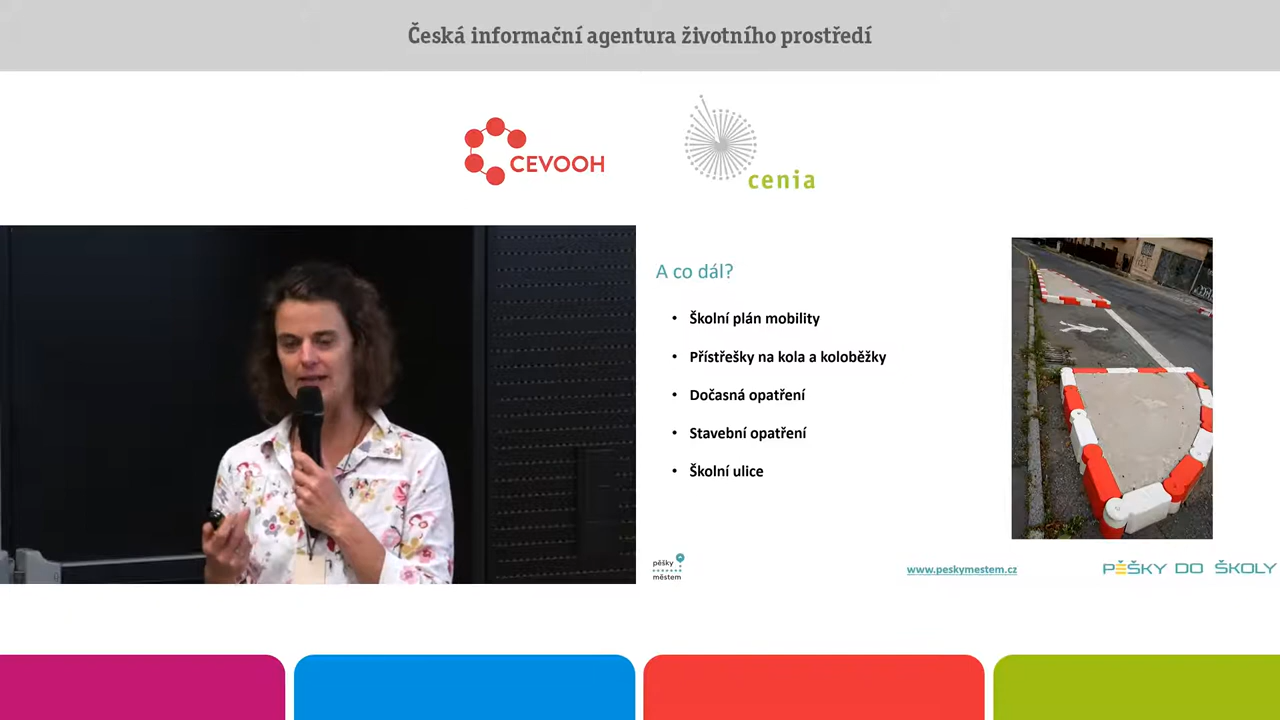 Česká informační agentura životního prostředí
CEVOOH
cenia
A co dál?
• Školní plán mobility
• Přístřešky na kola a koloběžky
• Dočasná opatření
• Stavební opatření
• Školní ulice
pěšky
městem
www.peskymestem.cz
PĚŠKY DO ŠKOLY